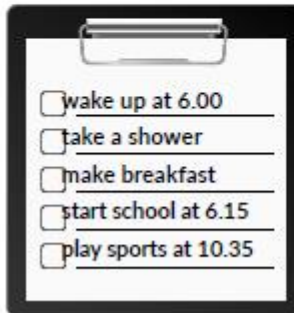 wake up at 6.00
take a shower
make breakfast
start school at 6.15
play sports at 10.35